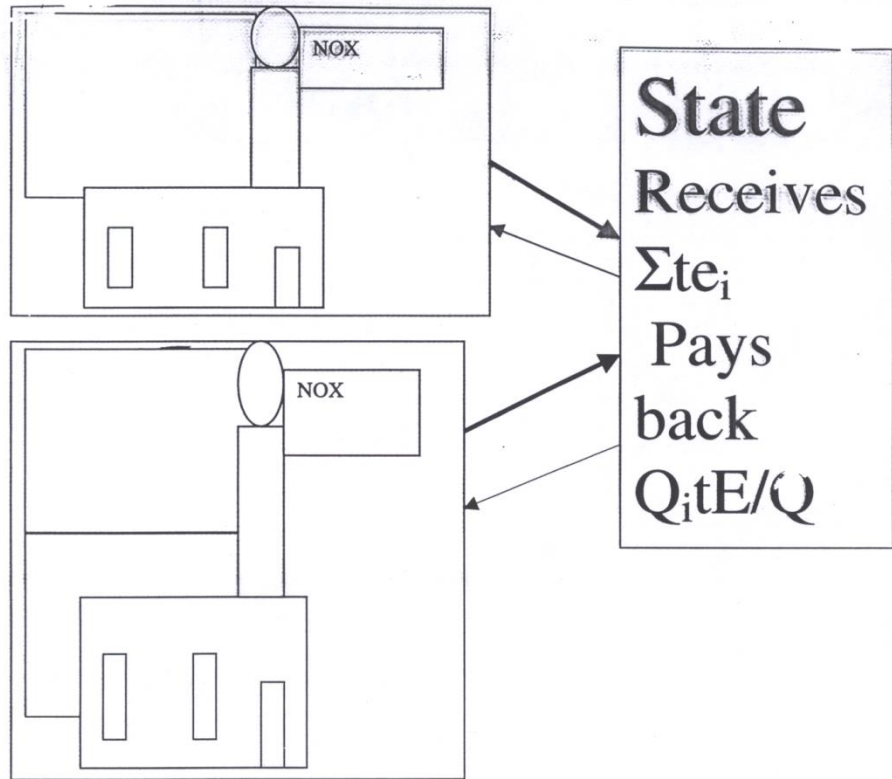 NOX
State
Receives
Σteᵢ
Pays
back
QᵢtE/Q
NOX